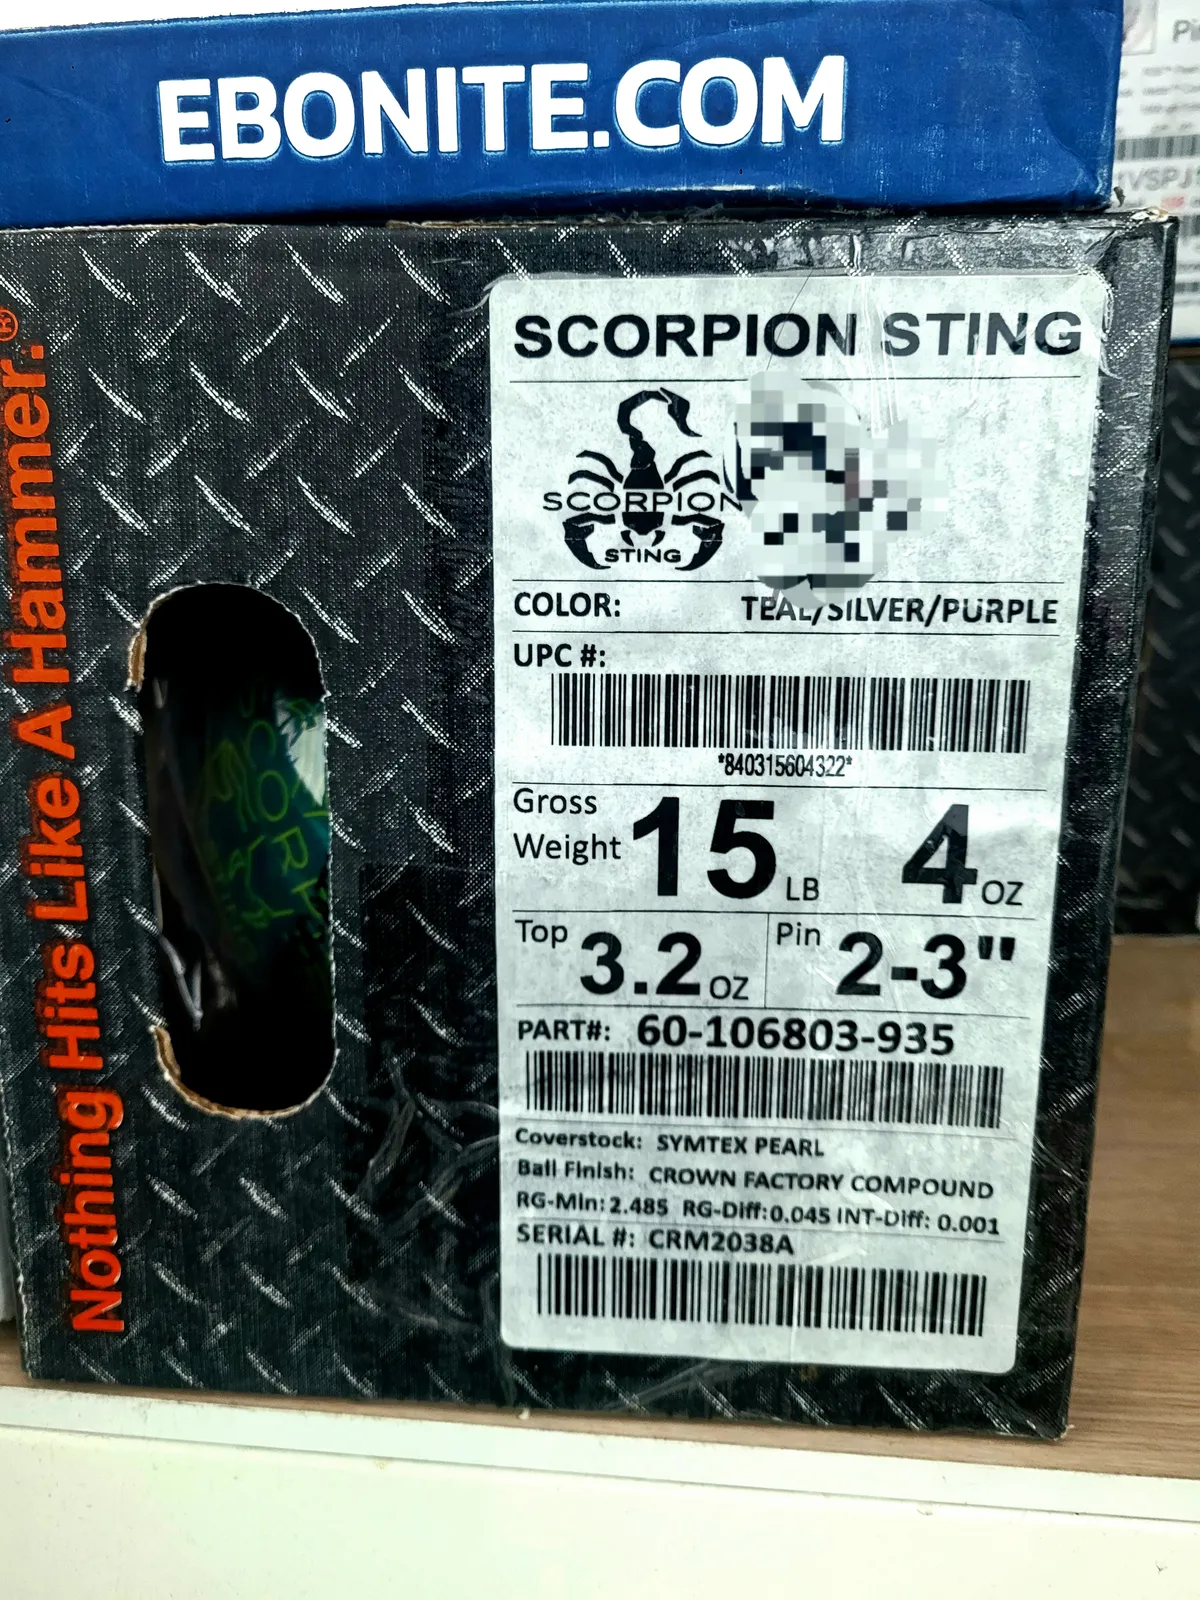 EBONITE.COM
Nothing Hits Like A Hammer.®
SCORPION STING
SCORPION
STING
COLOR: TEAL/SILVER/PURPLE
UPC #:
*840315604322*
Gross
Weight 15 LB 4 OZ
Top 3.2 OZ Pin 2-3"
PART#: 60-106803-935
Coverstock: SYMTEX PEARL
Ball Finish: CROWN FACTORY COMPOUND
RG-Min: 2.485 RG-Diff: 0.045 INT-Diff: 0.001
SERIAL #: CRM2038A